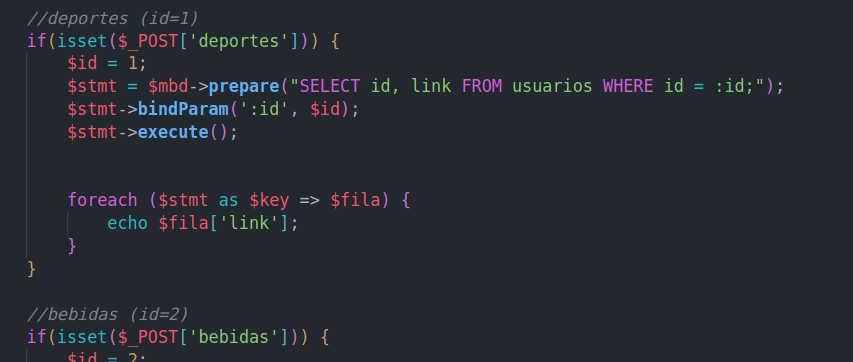 //deportes (id=1)
if(isset($_POST['deportes'])) {
$id = 1;
$stmt = $mbd->prepare("SELECT id, link FROM usuarios WHERE id = :id;");
$stmt->bindParam(':id', $id);
$stmt->execute();
foreach ($stmt as $key => $fila) {
echo $fila['link'];
}
}
//bebidas (id=2)
if(isset($_POST['bebidas'])) {
$id = 2;